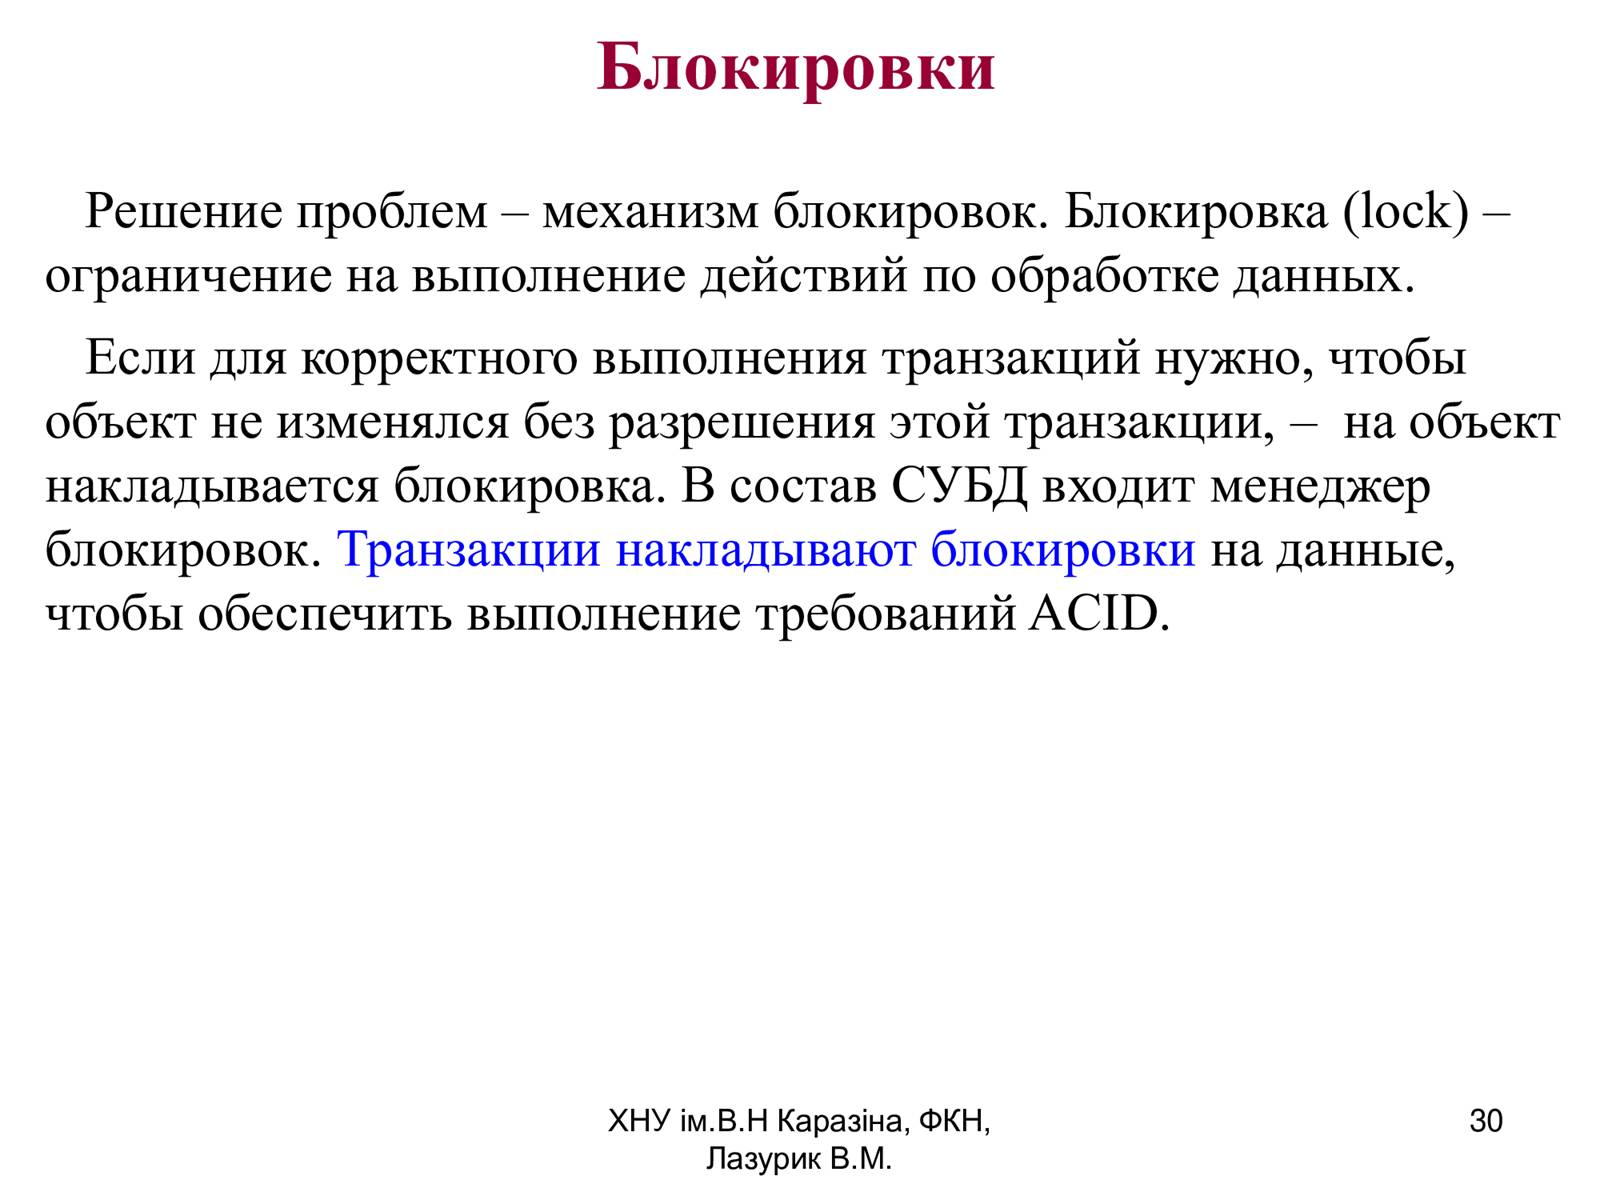 Блокировки
Решение проблем – механизм блокировок. Блокировка (lock) –
ограничение на выполнение действий по обработке данных.
Если для корректного выполнения транзакций нужно, чтобы
объект не изменялся без разрешения этой транзакции, – на объект
накладывается блокировка. В состав СУБД входит менеджер
блокировок. Транзакции накладывают блокировки на данные,
чтобы обеспечить выполнение требований ACID.
ХНУ ім.В.Н Каразіна, ФКН,
Лазурик В.М.
30